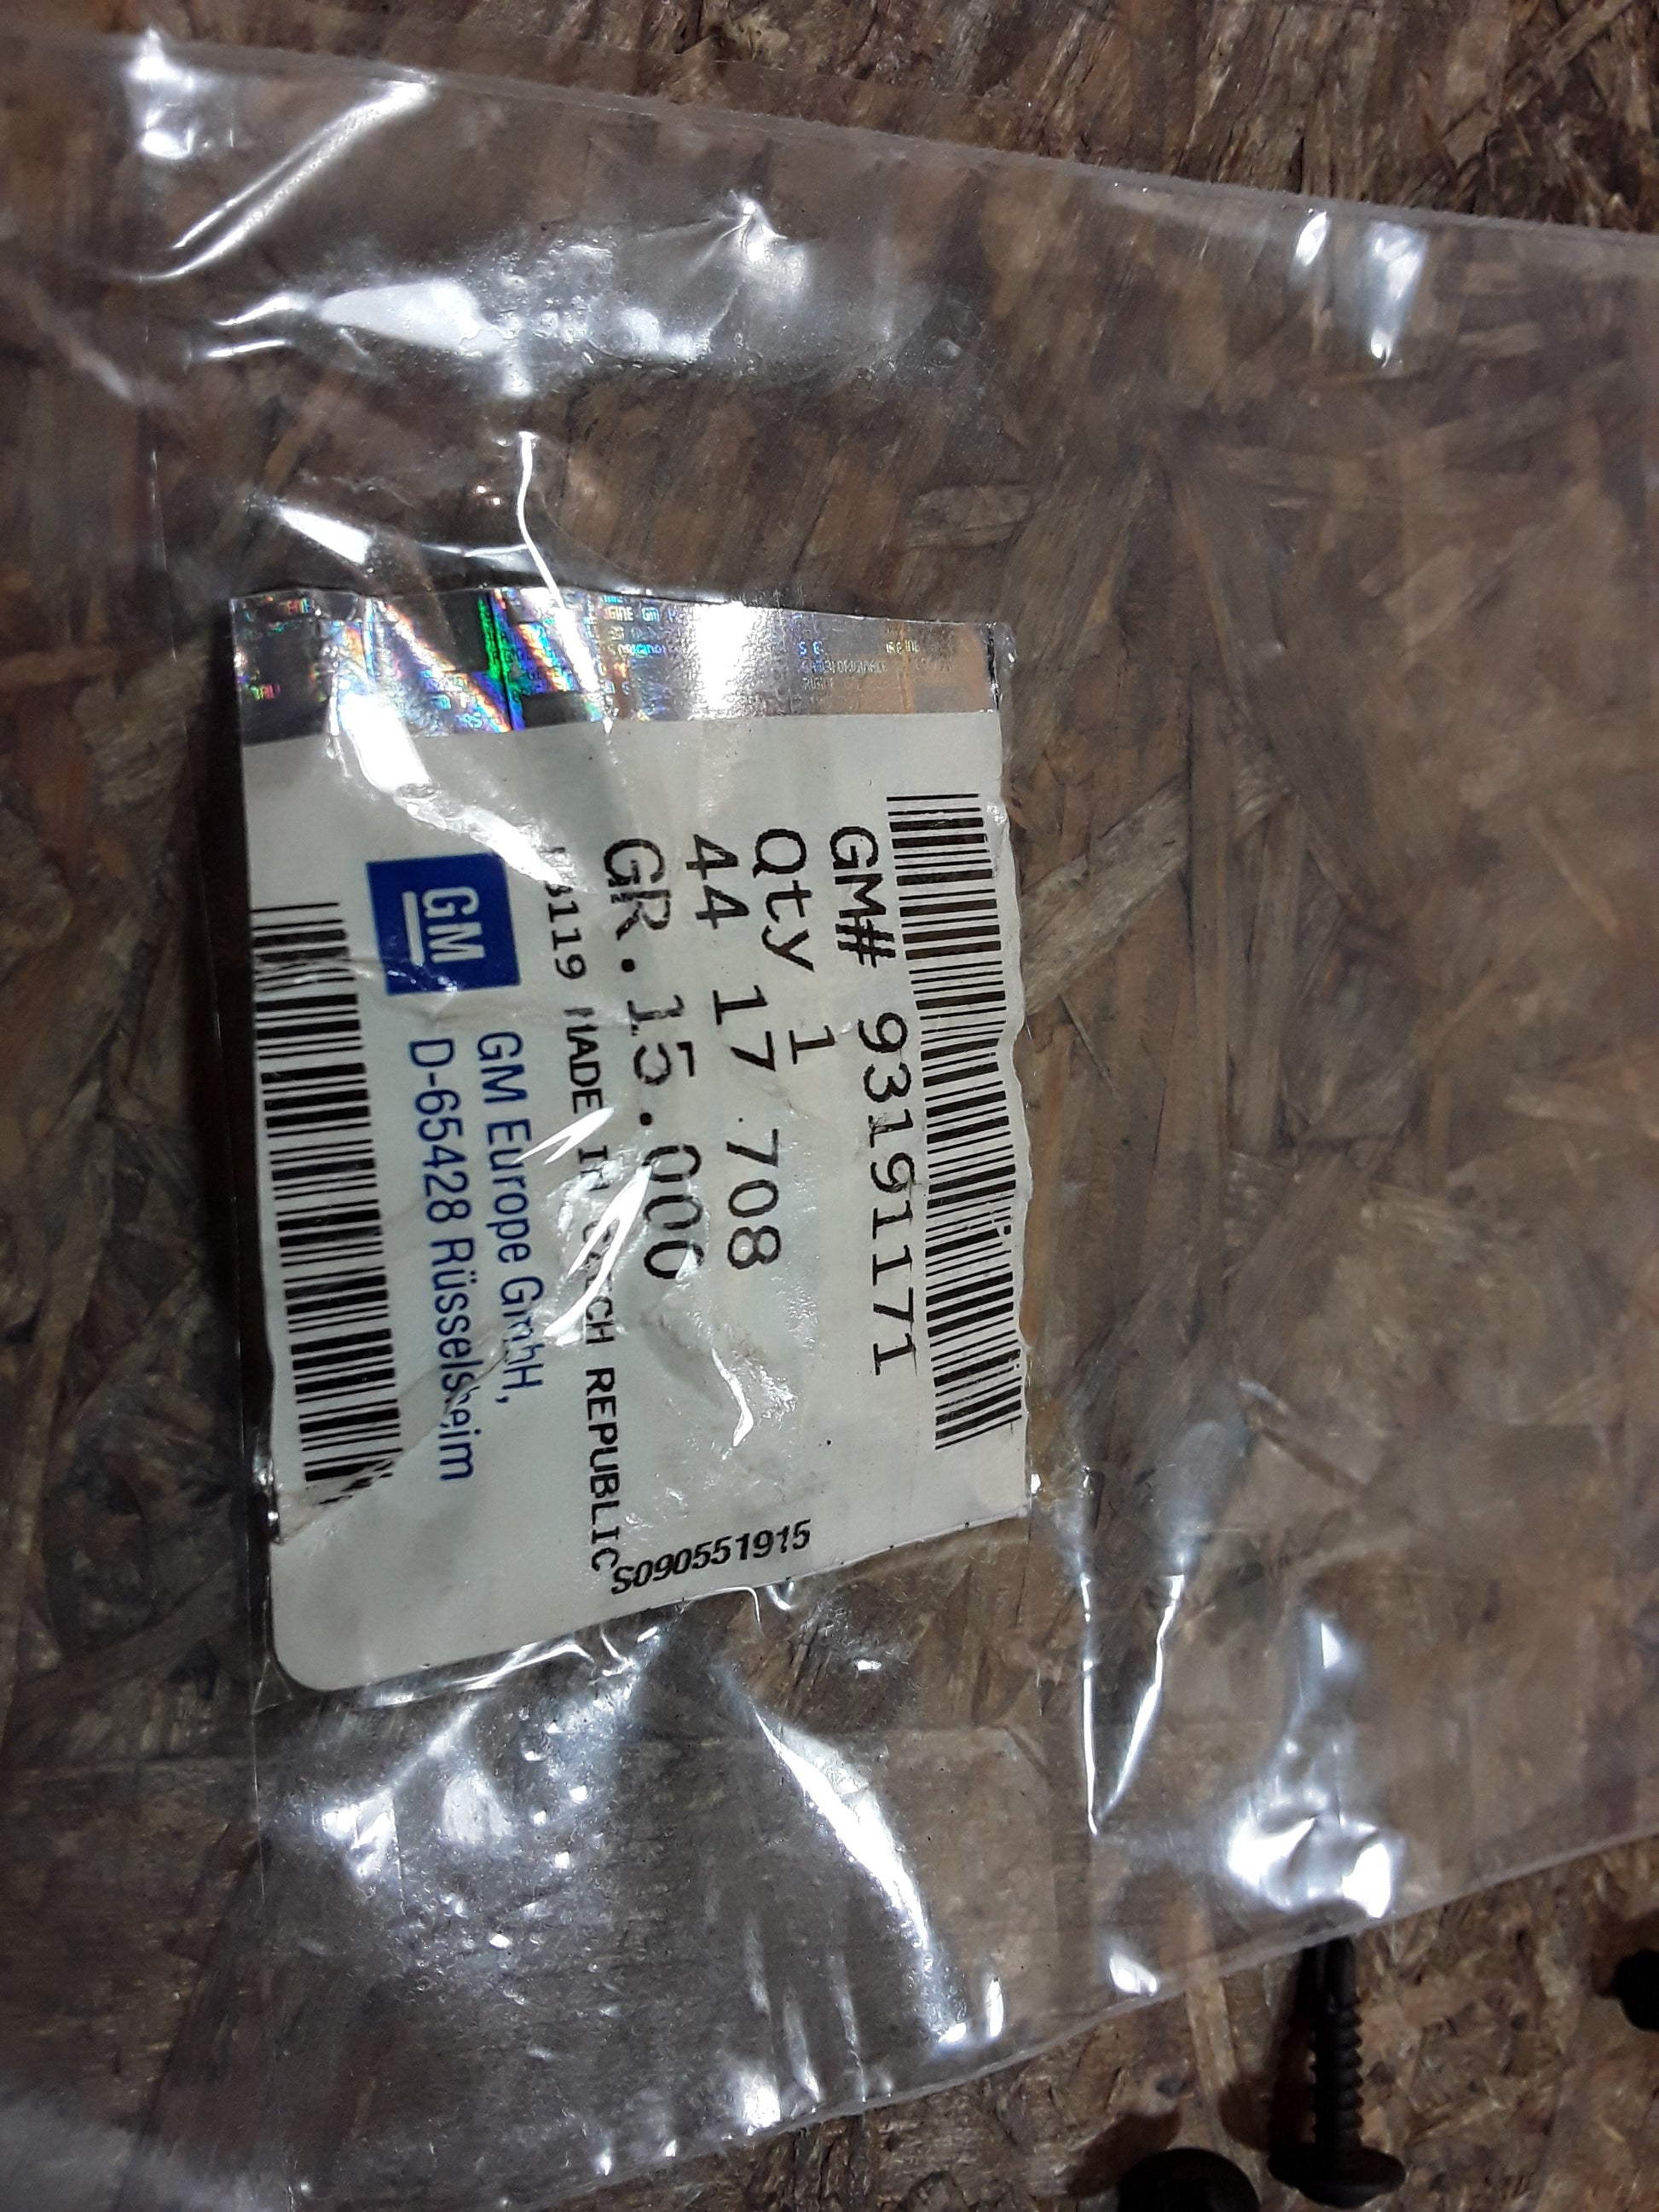 GM# 93191171
Qty 1
44 17 708
GR.15.000
MADE IN CZECH REPUBLIC
S090551915
GM
GM Europe GmbH,
D-65428 Rüsselsheim